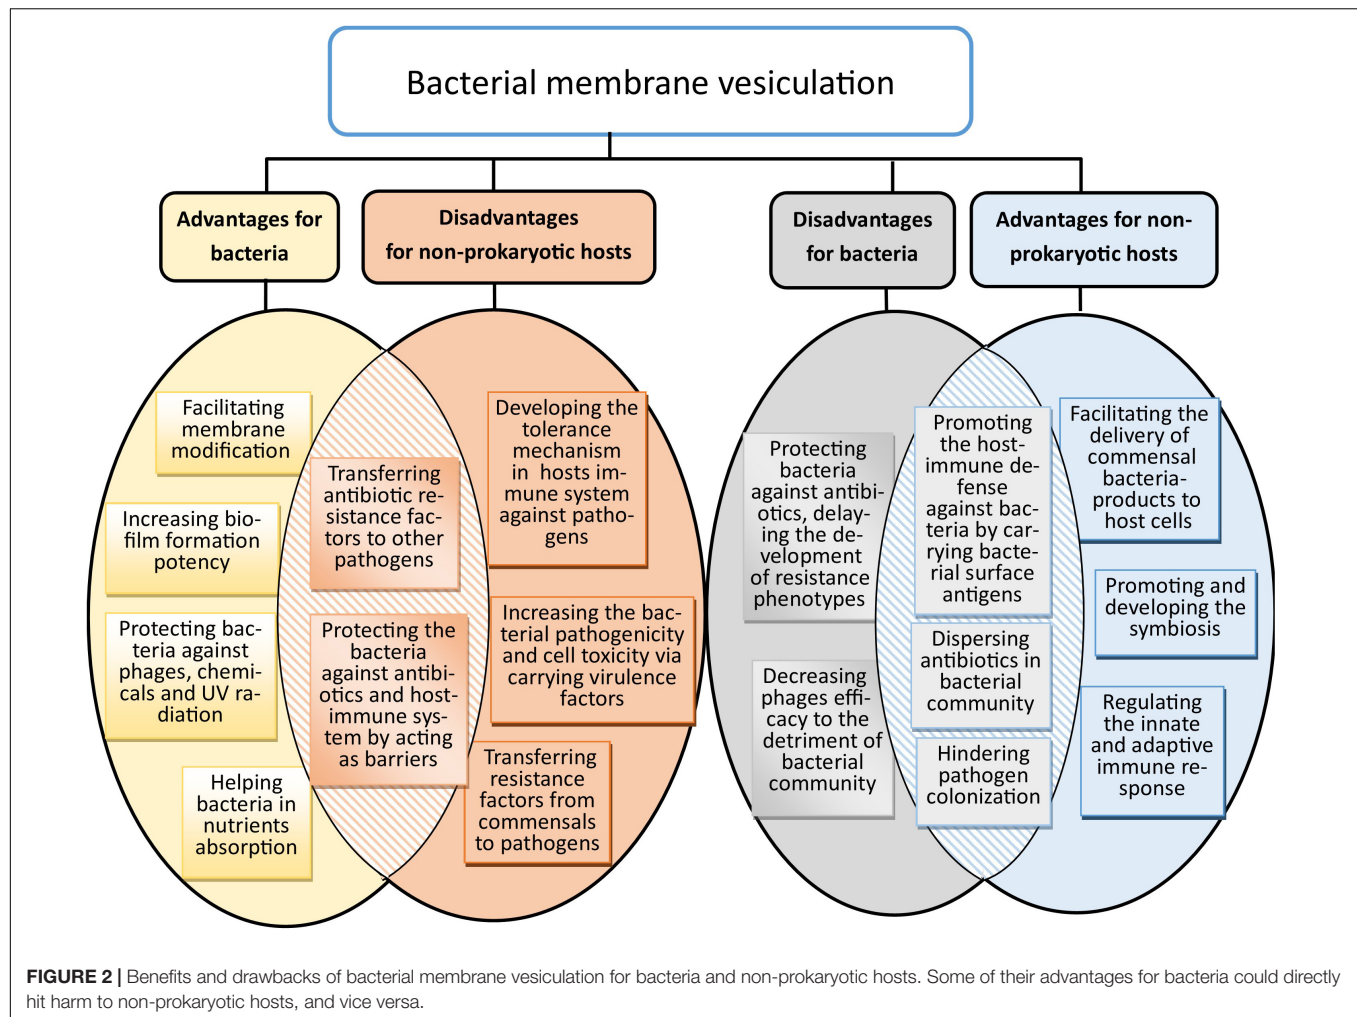 Bacterial membrane vesiculation
Advantages for
bacteria
Disadvantages
for non-prokaryotic hosts
Disadvantages
for bacteria
Advantages for non-
prokaryotic hosts
Facilitating
membrane
modification
Increasing bio-
film formation
potency
Protecting bac-
teria against
phages, chemi-
cals and UV ra-
diation
Helping
bacteria in
nutrients
absorption
Transferring
antibiotic re-
sistance fac-
tors to other
pathogens
Protecting the
bacteria
against antibi-
otics and host-
immune sys-
tem by acting
as barriers
Developing the
tolerance
mechanism
in hosts im-
mune system
against patho-
gens
Increasing the bac-
terial pathogenicity
and cell toxicity via
carrying virulence
factors
Transferring
resistance
factors from
commensals
to pathogens
Protecting
bacteria
against antibi-
otics, delay-
ing the de-
velopment
of resistance
phenotypes
Decreasing
phages effi-
cacy to the
detriment of
bacterial
community
Promoting
the host-
immune de-
fense
against bac-
teria by car-
rying bacte-
rial surface
antigens
Dispersing
antibiotics in
bacterial
community
Hindering
pathogen
colonization
Facilitating the
delivery of
commensal
bacteria-
products to
host cells
Promoting and
developing the
symbiosis
Regulating
the innate
and adaptive
immune re-
sponse
FIGURE 2 | Benefits and drawbacks of bacterial membrane vesiculation for bacteria and non-prokaryotic hosts. Some of their advantages for bacteria could directly
hit harm to non-prokaryotic hosts, and vice versa.